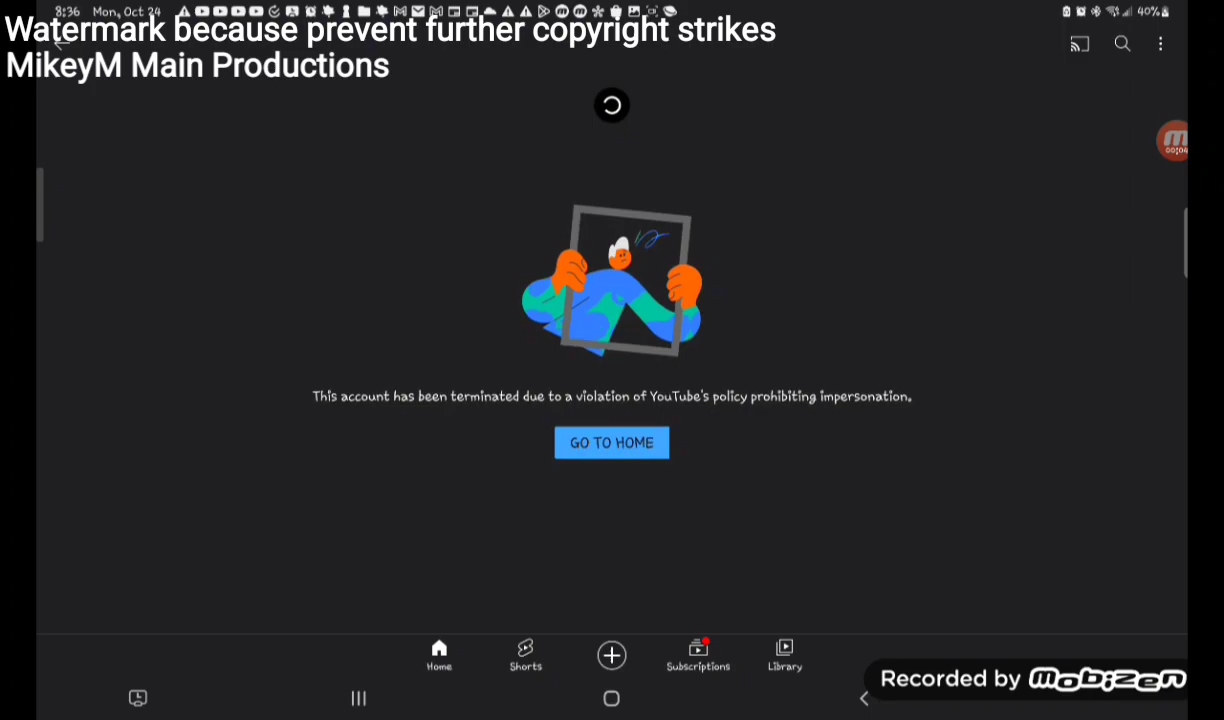 8:36 Mon, Oct 24
40%
Watermark because prevent further copyright strikes
MikeyM Main Productions
00:04
This account has been terminated due to a violation of YouTube's policy prohibiting impersonation.
GO TO HOME
Home
Shorts
Subscriptions
Library
Recorded by Mobizen